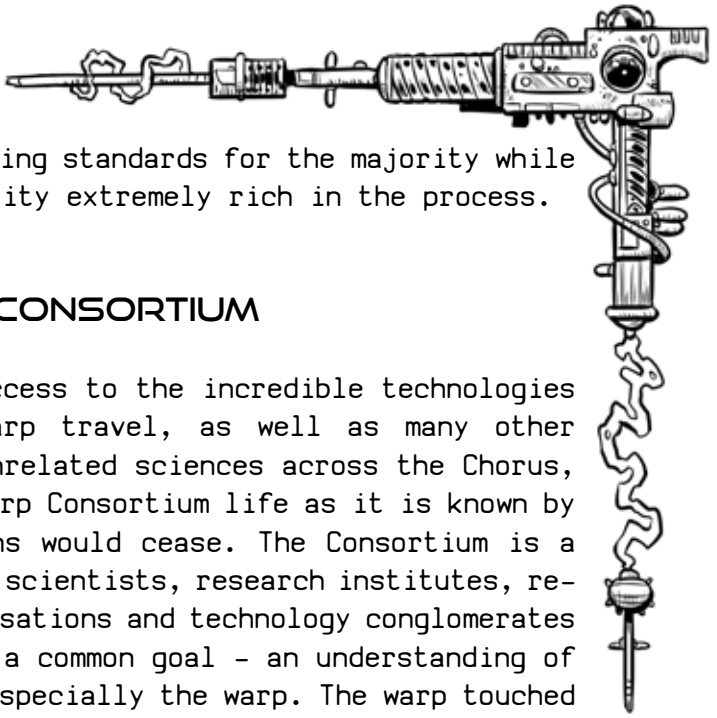 ing standards for the majority while
ity extremely rich in the process.
CONSORTIUM
ccess to the incredible technologies
arp travel, as well as many other
nrelated sciences across the Chorus,
rp Consortium life as it is known by
ns would cease. The Consortium is a
scientists, research institutes, re-
sations and technology conglomerates
a common goal – an understanding of
specially the warp. The warp touched